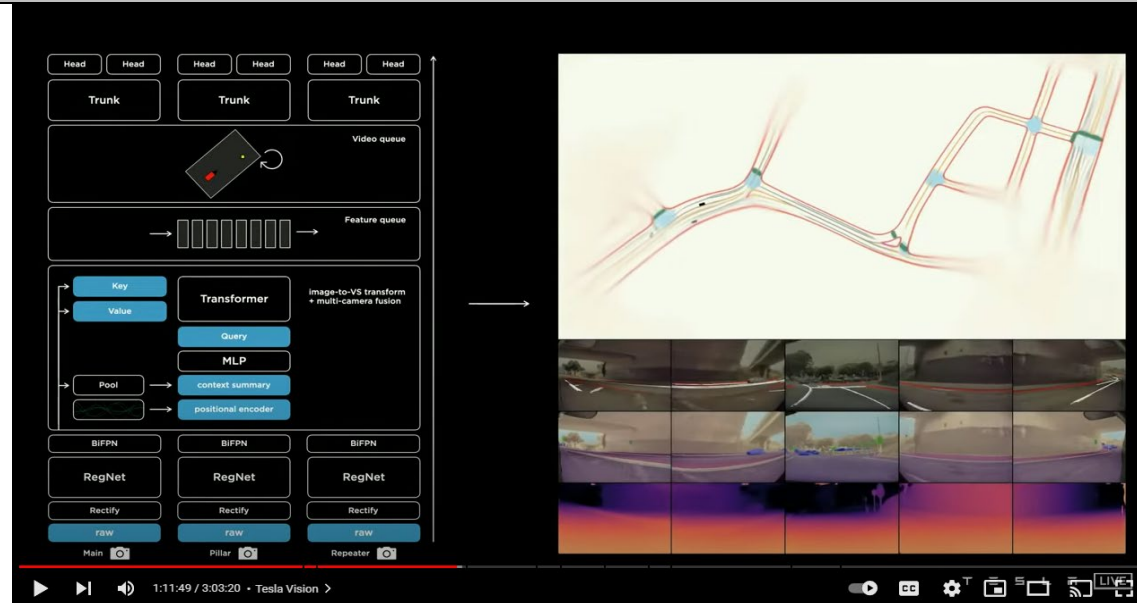 Head Head Head Head Head Head
Trunk Trunk Trunk
Video queue
Feature queue
Key
Value
Transformer
image-to-VS transform
+ multi-camera fusion
Query
MLP
Pool
context summary
positional encoder
BiFPN BiFPN BiFPN
RegNet RegNet RegNet
Rectify Rectify Rectify
raw raw raw
Main Pillar Repeater
1:11:49 / 3:03:20 • Tesla Vision >
CC
T S L LIVE